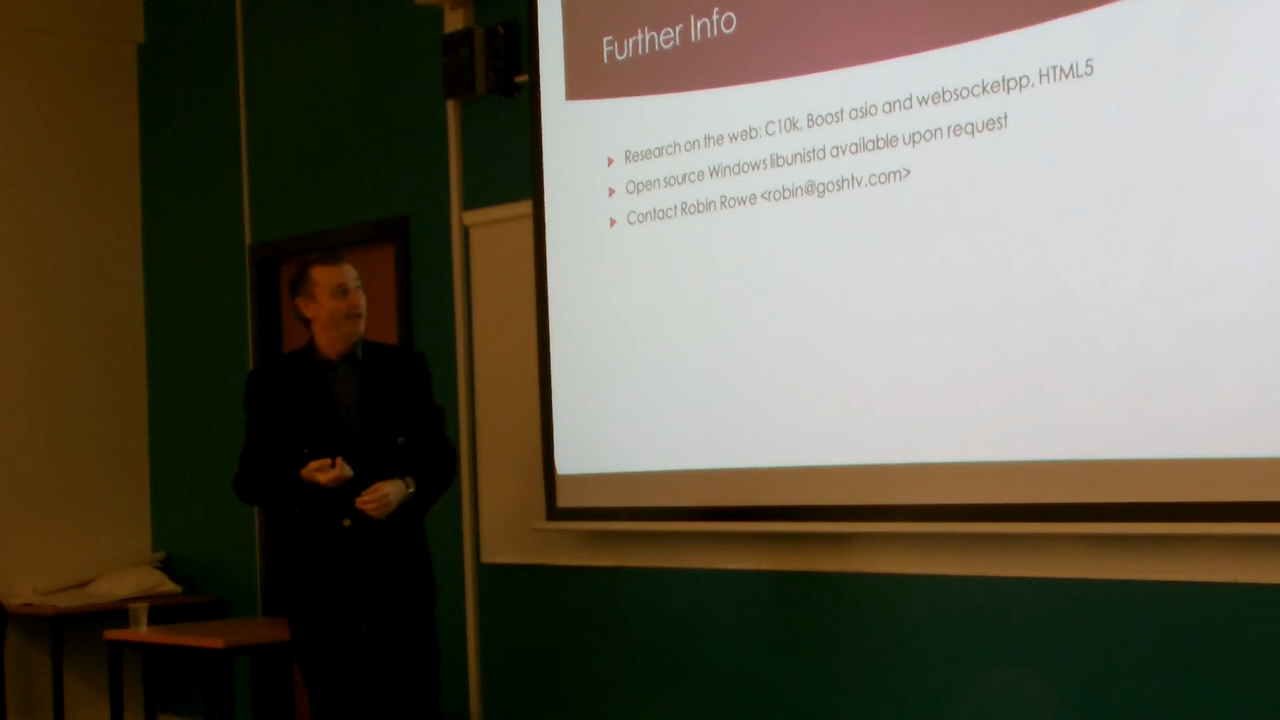 Further Info
Research on the web: C10k, Boost asio and websocketpp, HTML5
Open source Windows libunistd available upon request
Contact Robin Rowe <robin@goshtv.com>